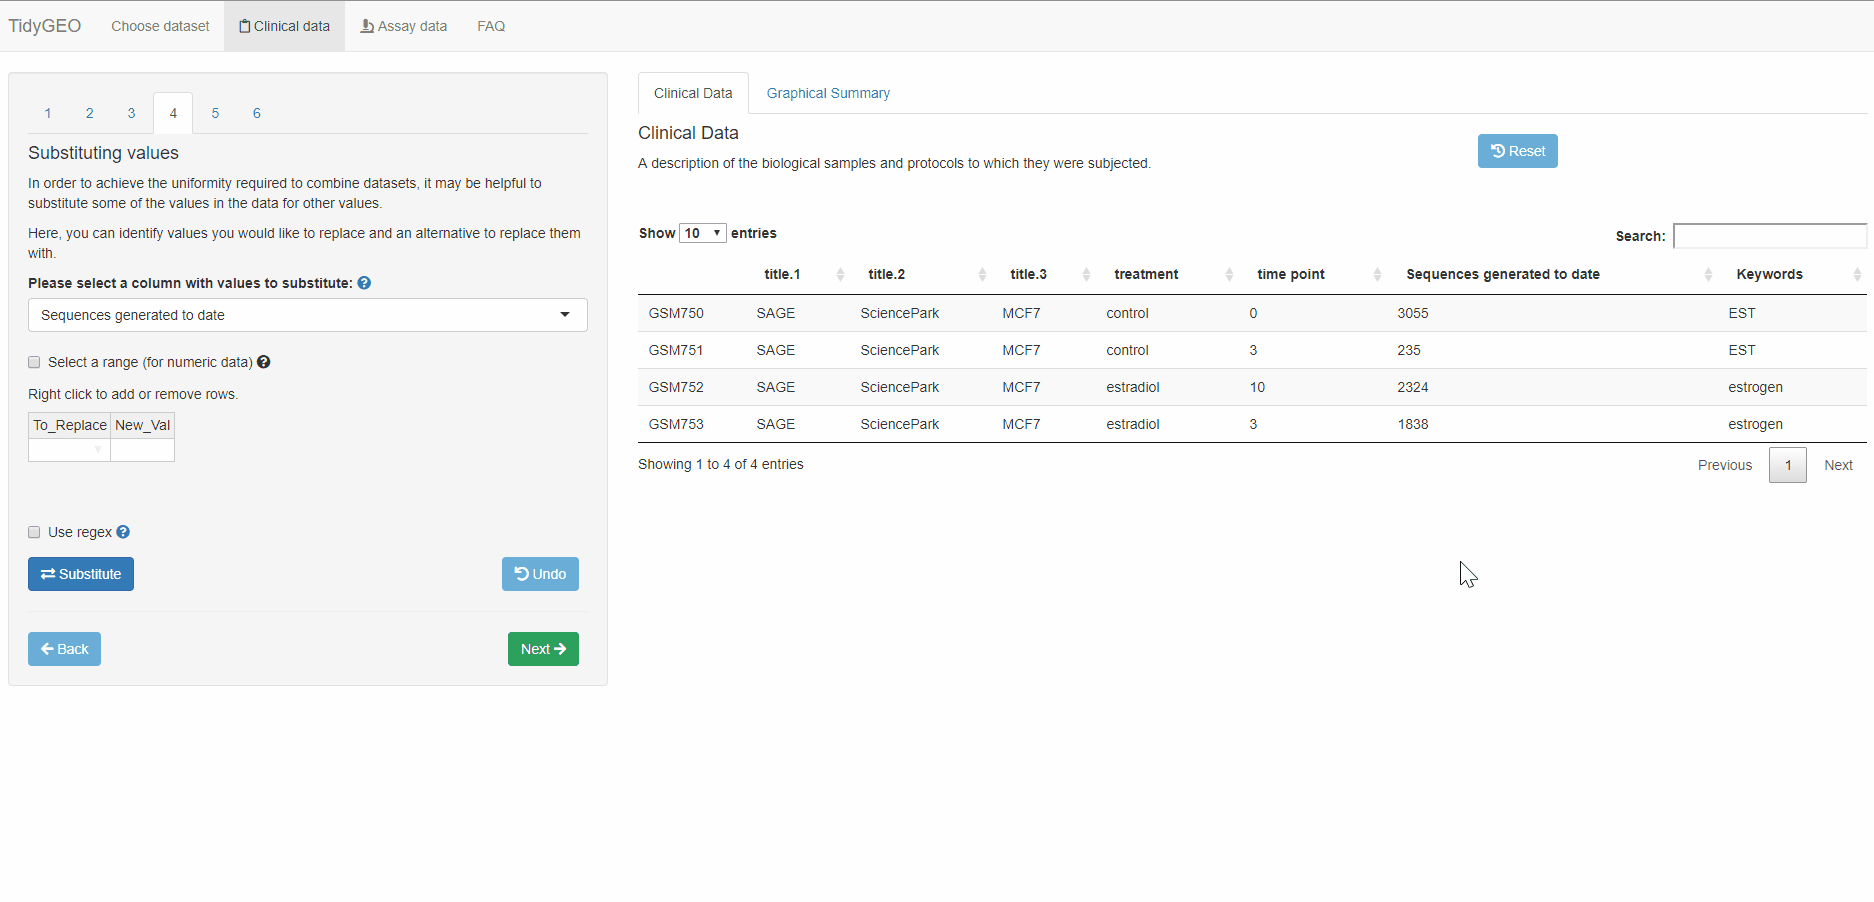 TidyGEO Choose dataset Clinical data Assay data FAQ
1 2 3 4 5 6
Substituting values
In order to achieve the uniformity required to combine datasets, it may be helpful to
substitute some of the values in the data for other values.
Here, you can identify values you would like to replace and an alternative to replace them
with.
Please select a column with values to substitute: ?
Sequences generated to date
Select a range (for numeric data) ?
Right click to add or remove rows.
To_Replace New_Val
Use regex ?
Substitute Undo
Back Next
Clinical Data Graphical Summary
Clinical Data
Reset
A description of the biological samples and protocols to which they were subjected.
Show 10 entries
Search:
title.1 title.2 title.3 treatment time point Sequences generated to date Keywords
GSM750 SAGE SciencePark MCF7 control 0 3055 EST
GSM751 SAGE SciencePark MCF7 control 3 235 EST
GSM752 SAGE SciencePark MCF7 estradiol 10 2324 estrogen
GSM753 SAGE SciencePark MCF7 estradiol 3 1838 estrogen
Showing 1 to 4 of 4 entries
Previous 1 Next